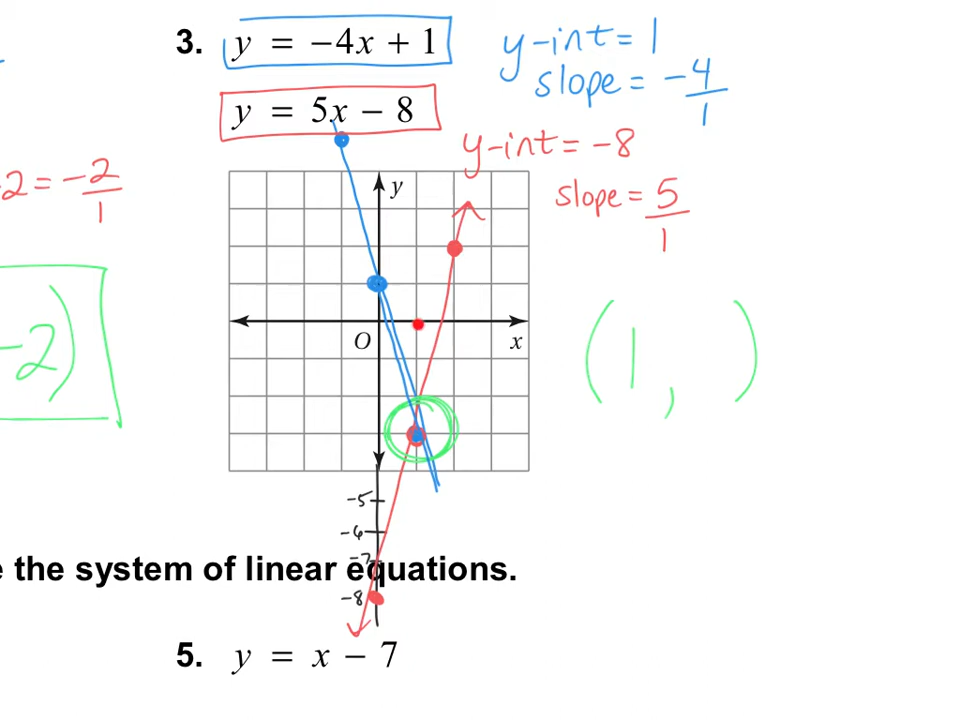 3. y = −4x + 1
y-int = 1
slope = −4/1
y = 5x − 8
y-int = −8
slope = 5/1
2 = −2/1
y
O
x
−2)
(1, )
−5
−6
−7
−8
e the system of linear equations.
5. y = x − 7